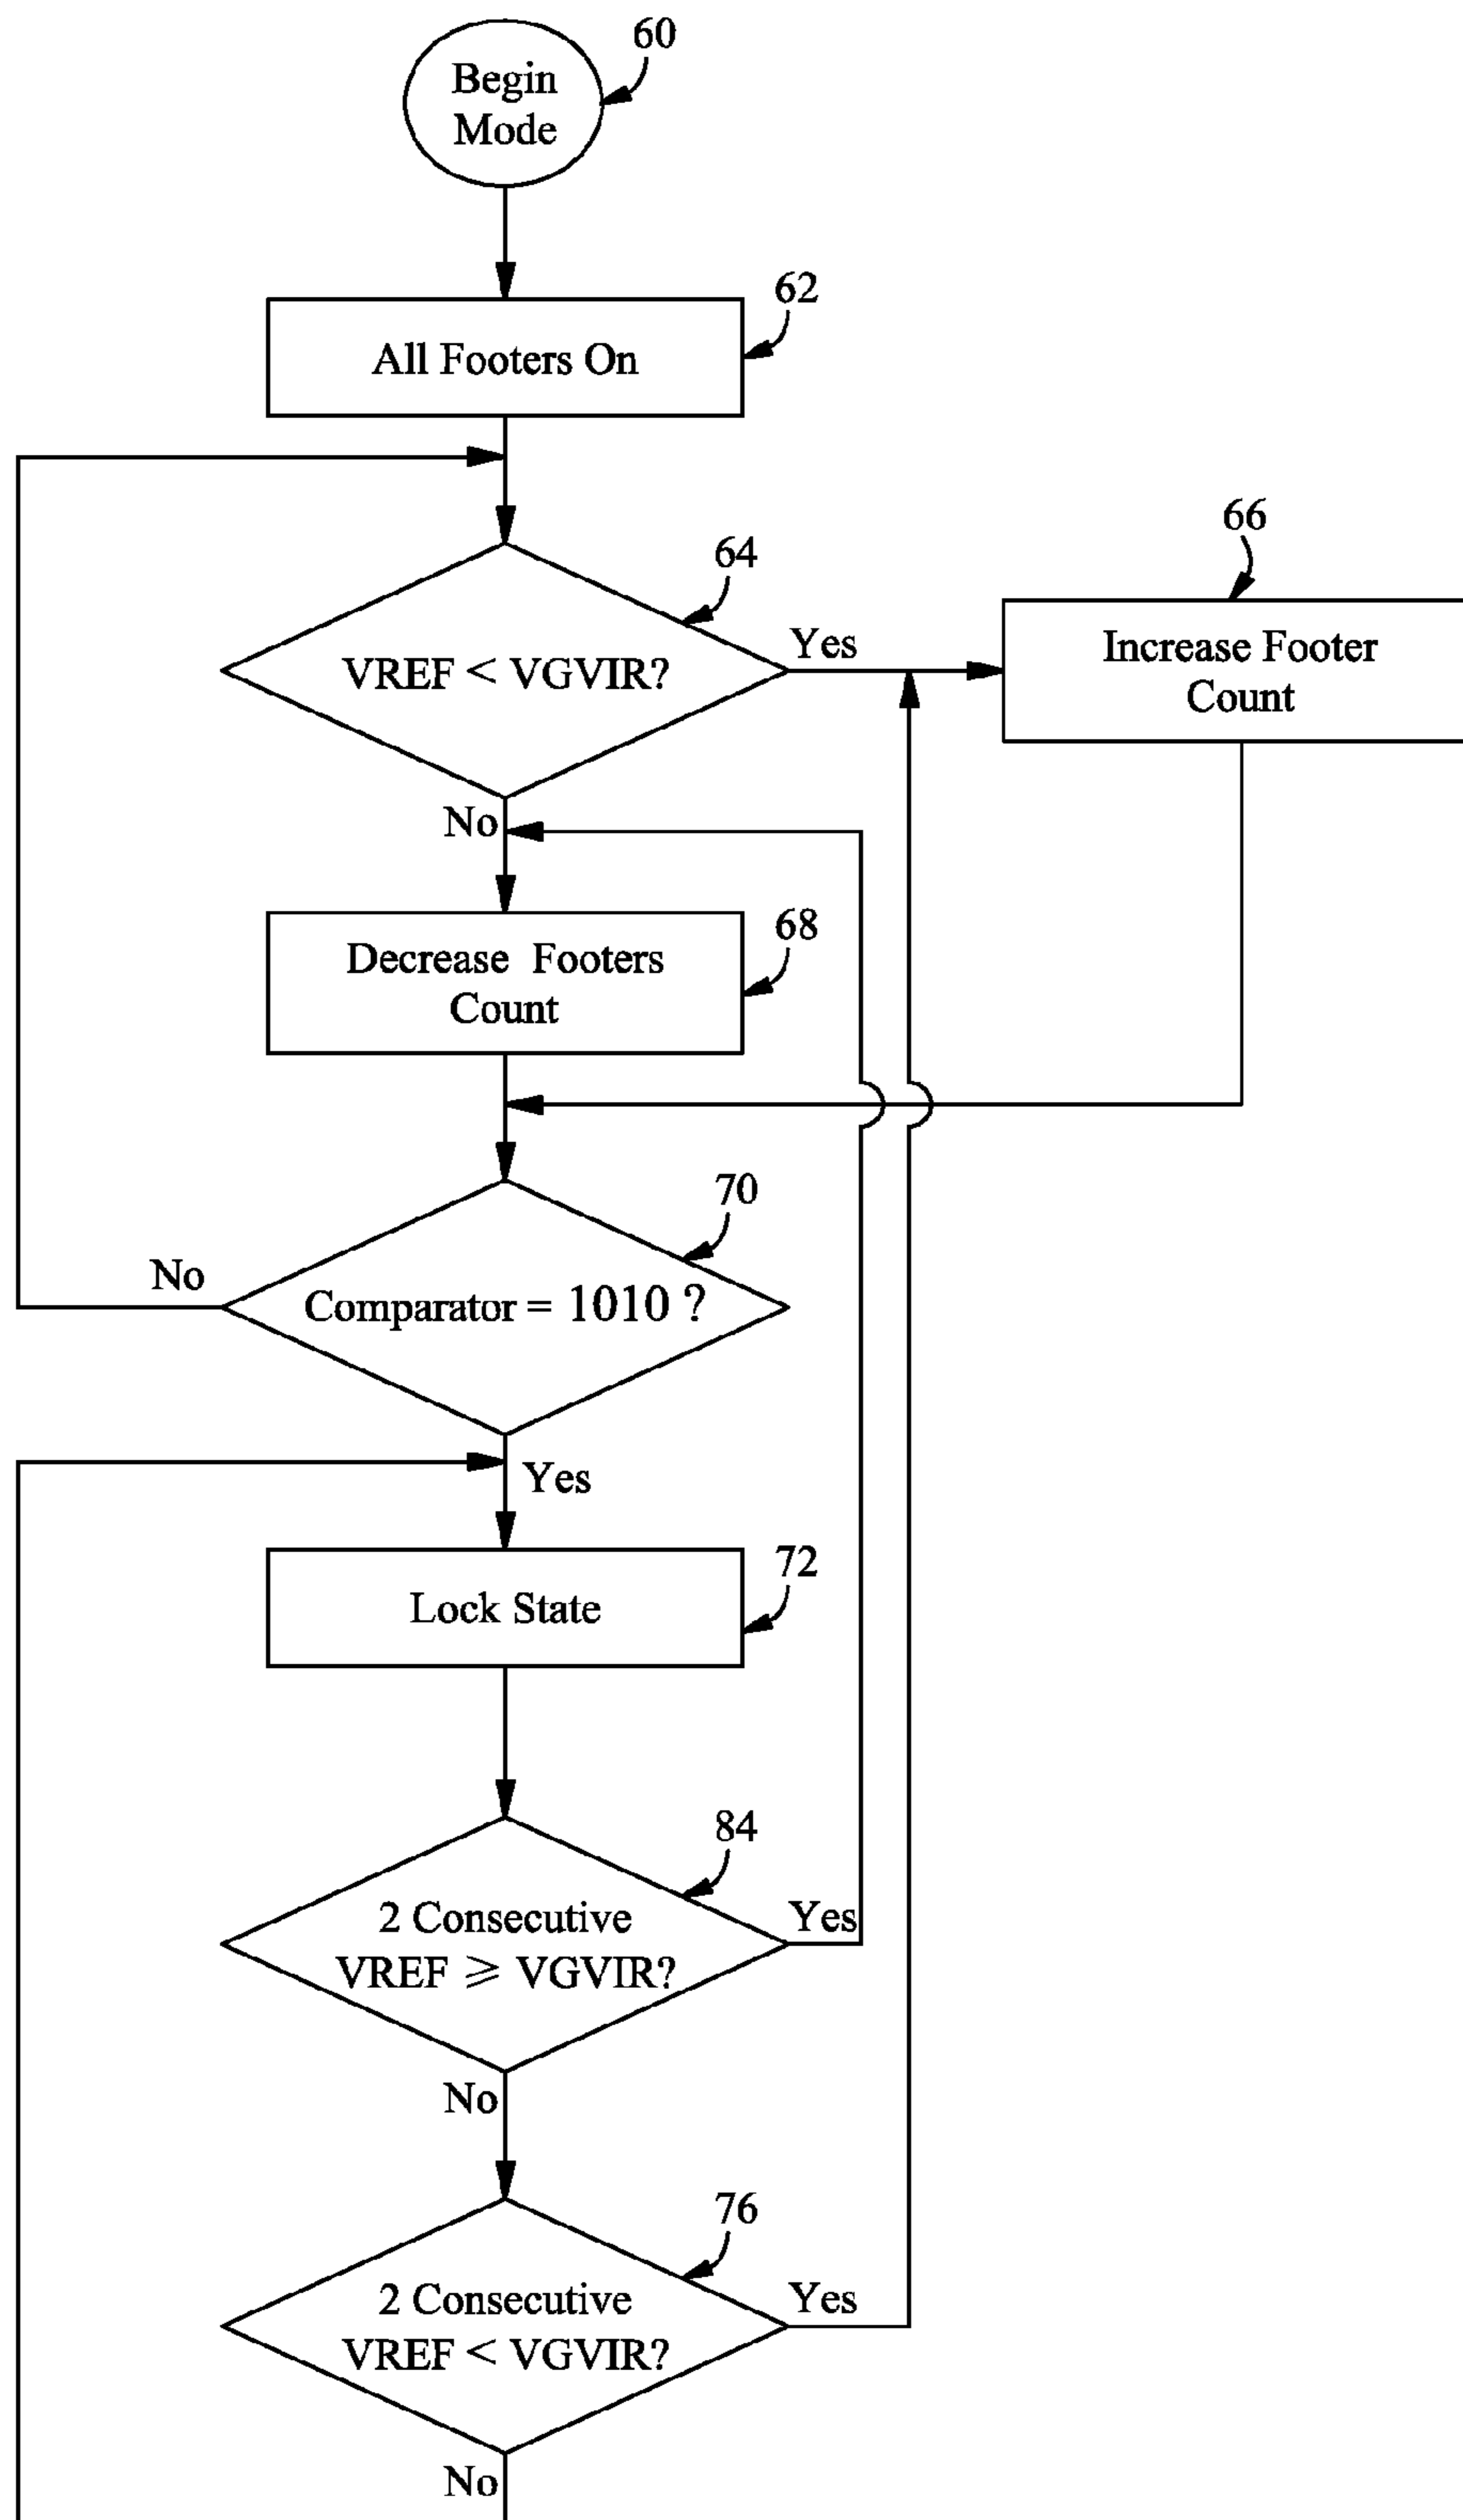 60
Begin
Mode
62
All Footers On
66
64
Yes
Increase Footer
Count
VREF < VGVIR?
No
68
Decrease Footers
Count
70
No
Comparator = 1010 ?
Yes
72
Lock State
84
2 Consecutive
VREF ⩾ VGVIR?
Yes
No
76
2 Consecutive
VREF < VGVIR?
Yes
No